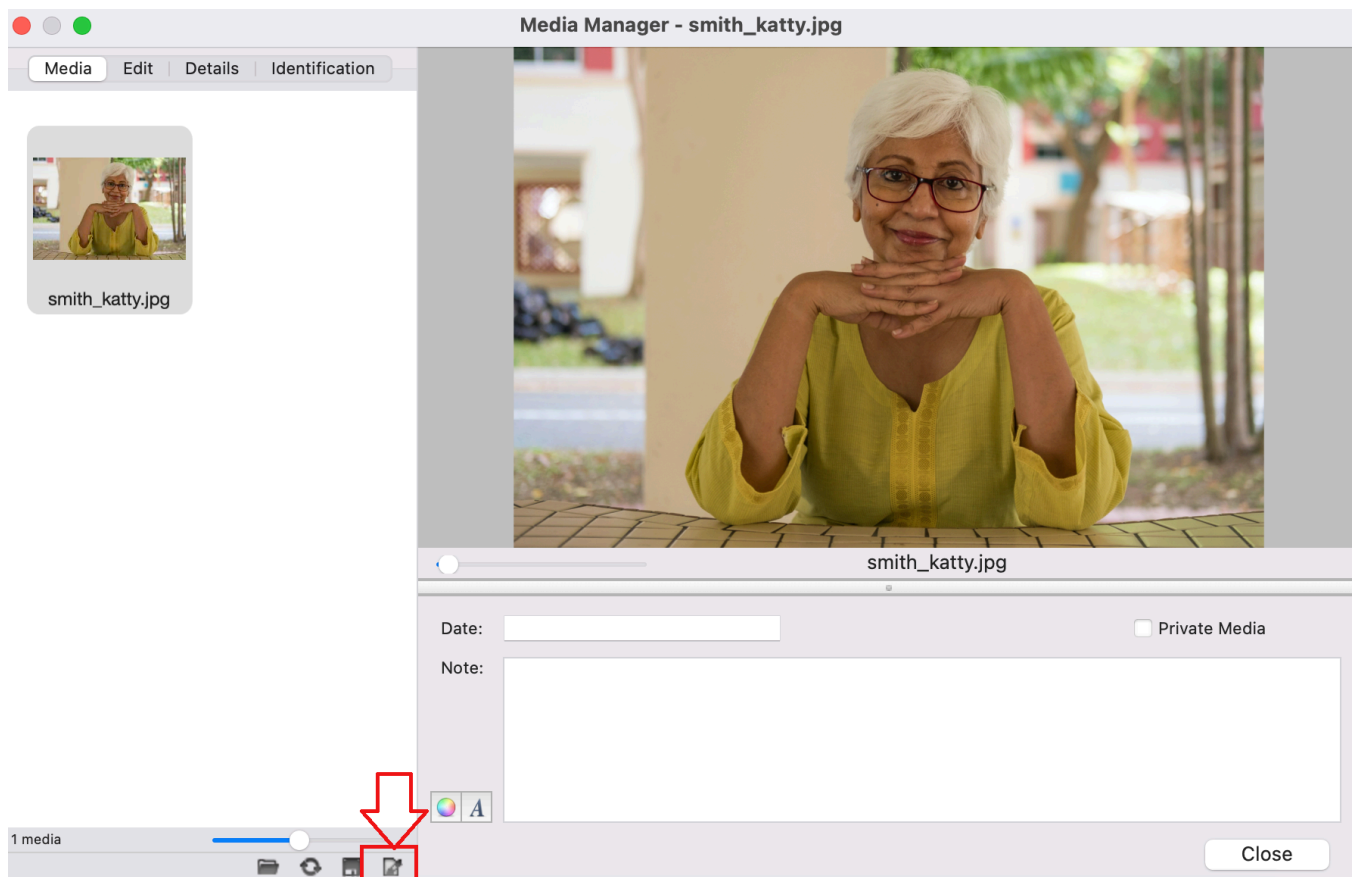 Media Manager - smith_katty.jpg
Media Edit Details Identification
smith_katty.jpg
smith_katty.jpg
Date:
Private Media
Note:
A
1 media
Close